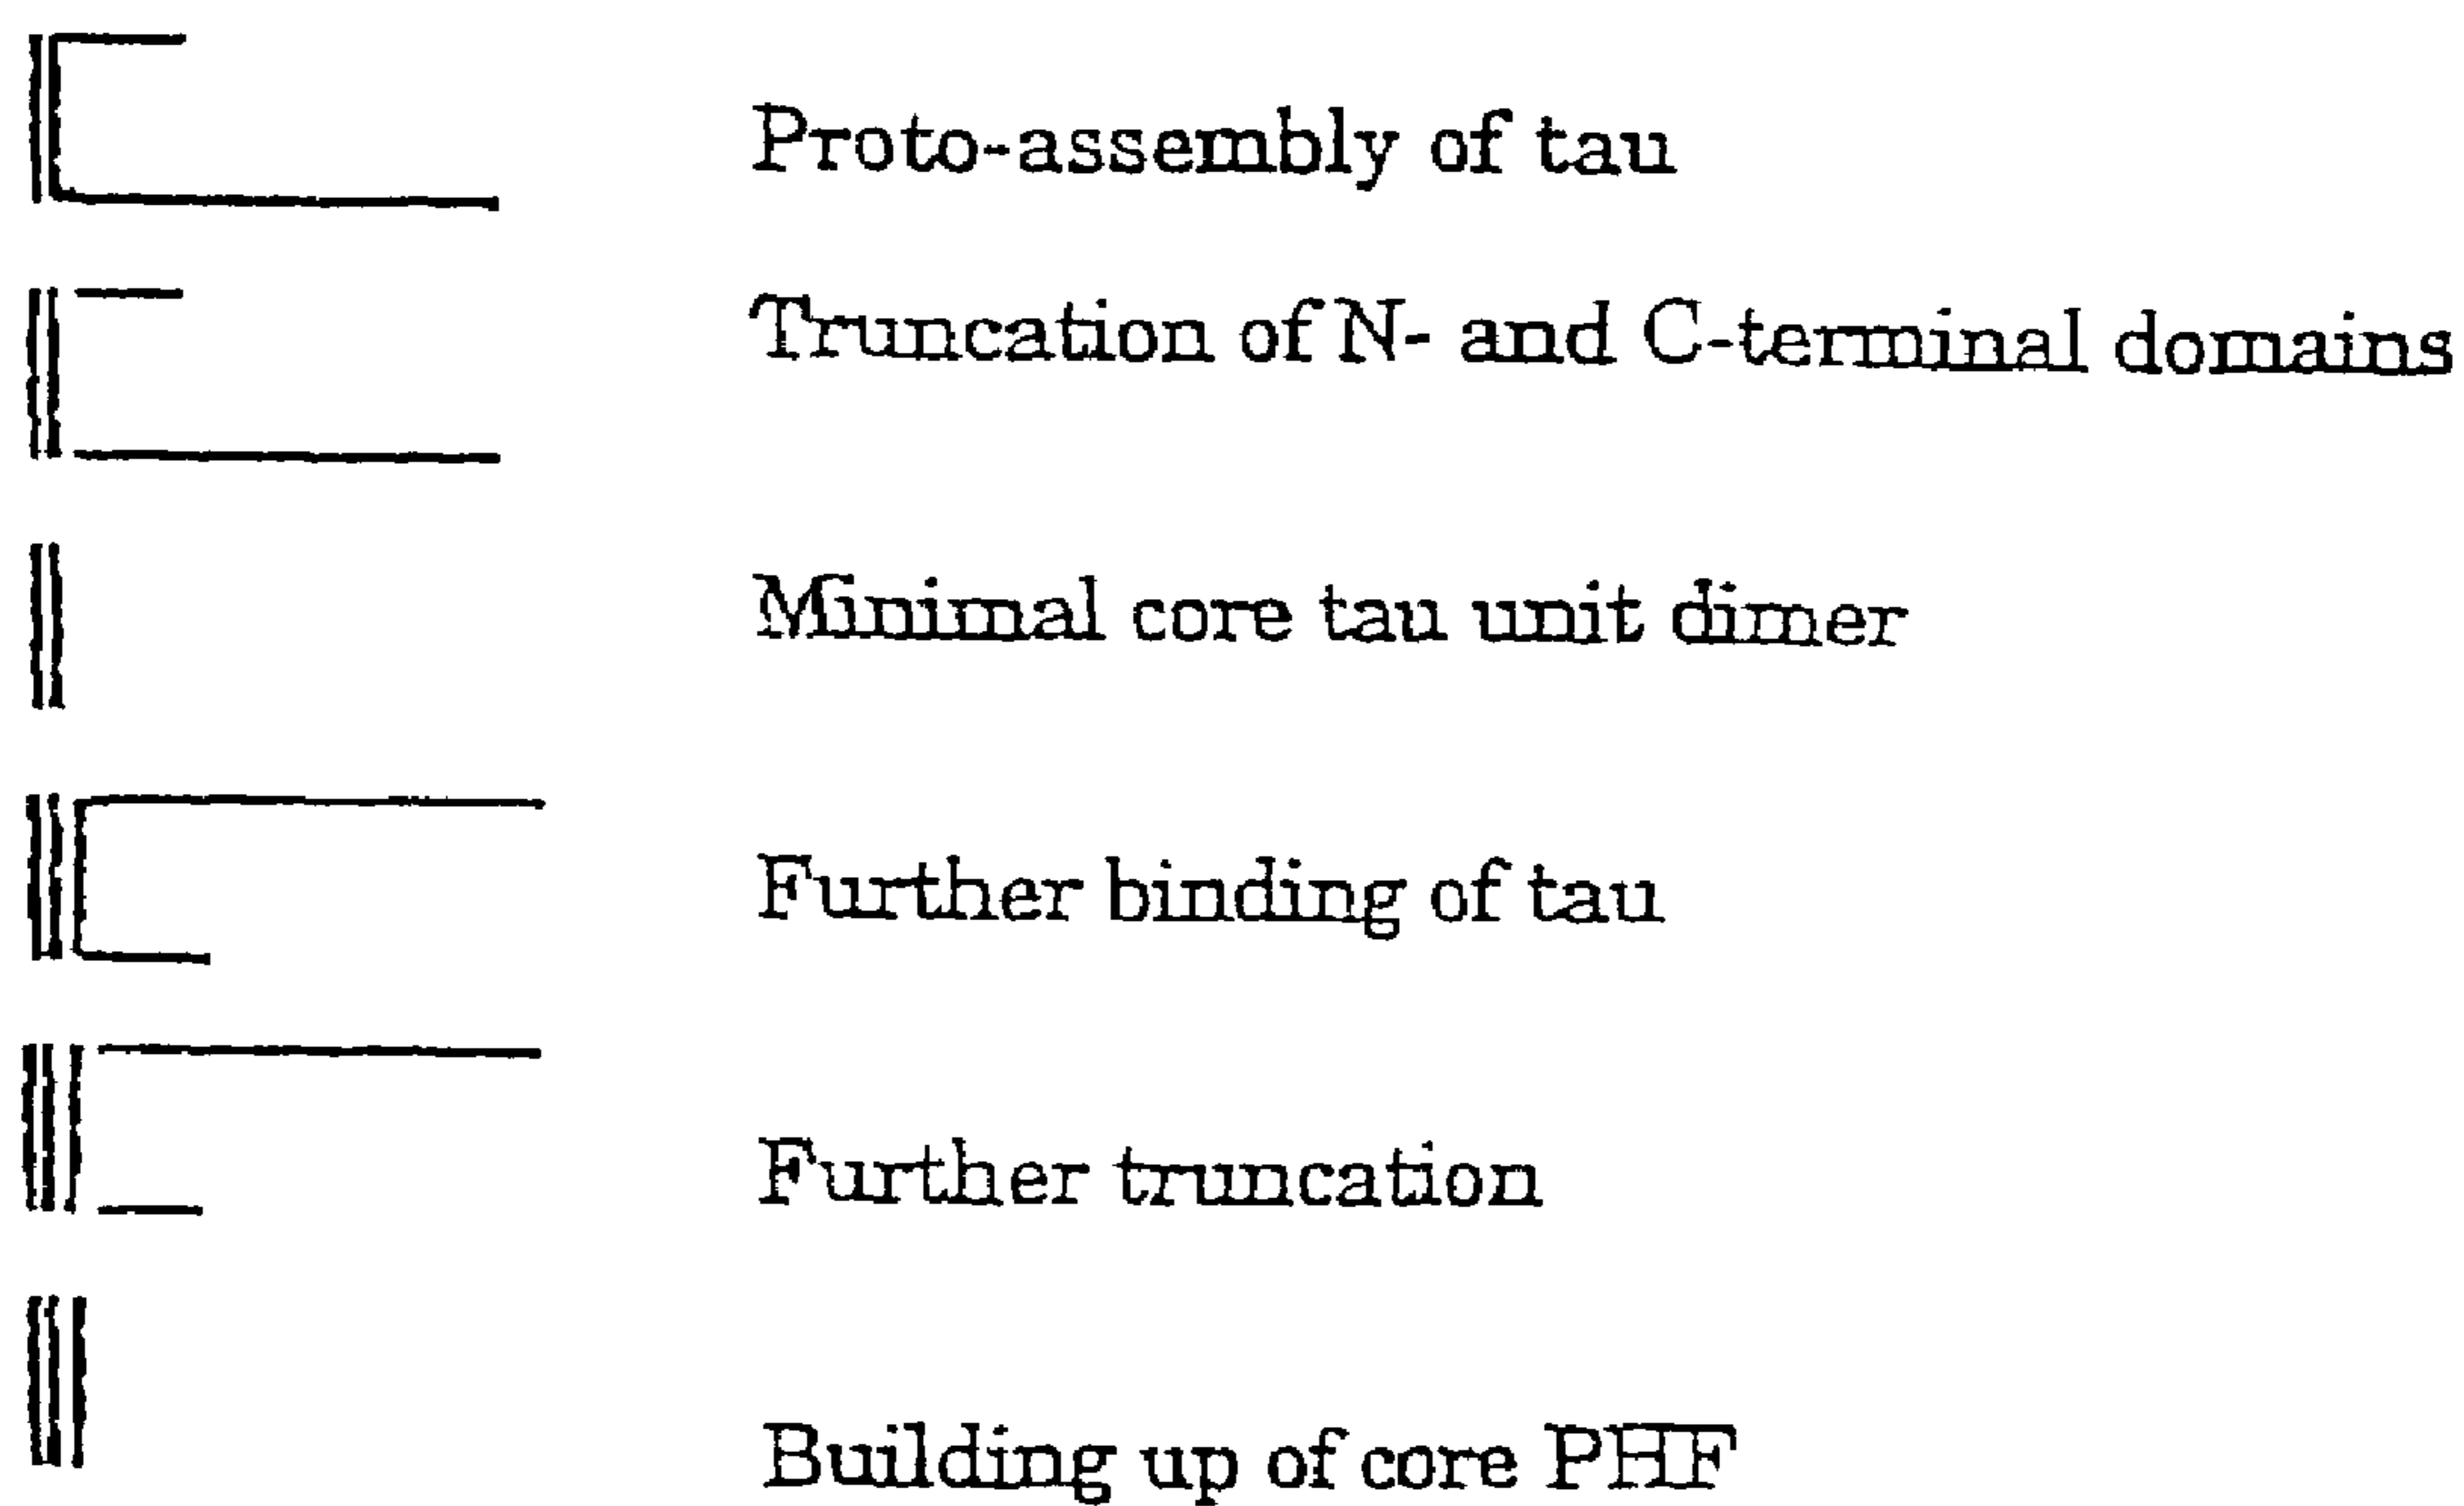 Proto-assembly of tau
Truncation of N- and C-terminal domains
Minimal core tau unit dimer
Further binding of tau
Further truncation
Building up of core PHF